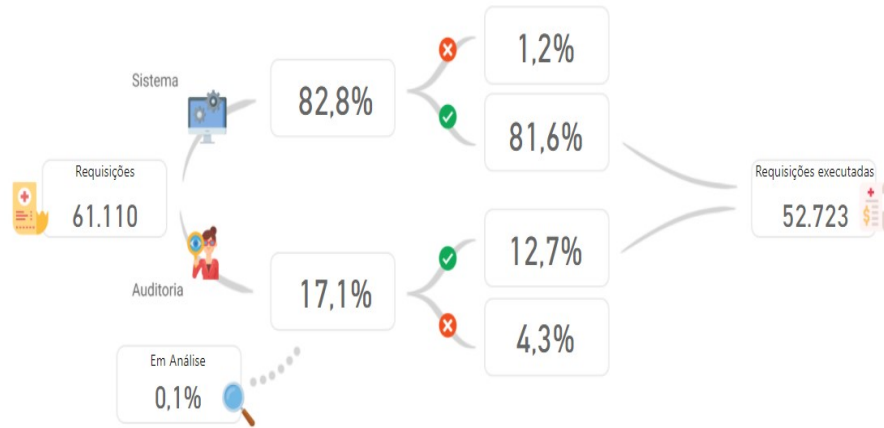 Sistema
82,8%
1,2%
81,6%
Requisições
61.110
Requisições executadas
52.723
Auditoria
17,1%
12,7%
4,3%
Em Análise
0,1%